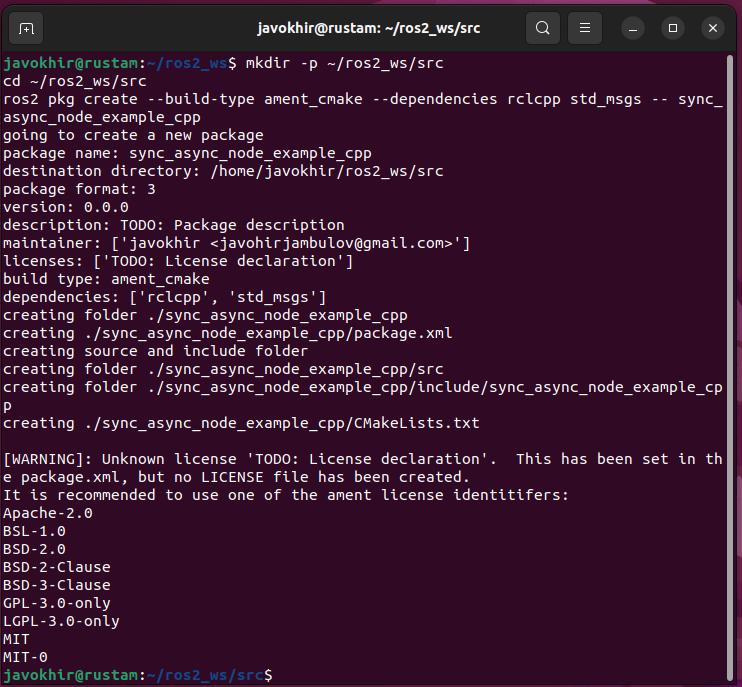 javokhir@rustam: ~/ros2_ws/src
javokhir@rustam:~/ros2_ws$ mkdir -p ~/ros2_ws/src
cd ~/ros2_ws/src
ros2 pkg create --build-type ament_cmake --dependencies rclcpp std_msgs -- sync_
async_node_example_cpp
going to create a new package
package name: sync_async_node_example_cpp
destination directory: /home/javokhir/ros2_ws/src
package format: 3
version: 0.0.0
description: TODO: Package description
maintainer: ['javokhir <javohirjambulov@gmail.com>']
licenses: ['TODO: License declaration']
build type: ament_cmake
dependencies: ['rclcpp', 'std_msgs']
creating folder ./sync_async_node_example_cpp
creating ./sync_async_node_example_cpp/package.xml
creating source and include folder
creating folder ./sync_async_node_example_cpp/src
creating folder ./sync_async_node_example_cpp/include/sync_async_node_example_cp
p
creating ./sync_async_node_example_cpp/CMakeLists.txt

[WARNING]: Unknown license 'TODO: License declaration'.  This has been set in th
e package.xml, but no LICENSE file has been created.
It is recommended to use one of the ament license identitifers:
Apache-2.0
BSL-1.0
BSD-2.0
BSD-2-Clause
BSD-3-Clause
GPL-3.0-only
LGPL-3.0-only
MIT
MIT-0
javokhir@rustam:~/ros2_ws/src$